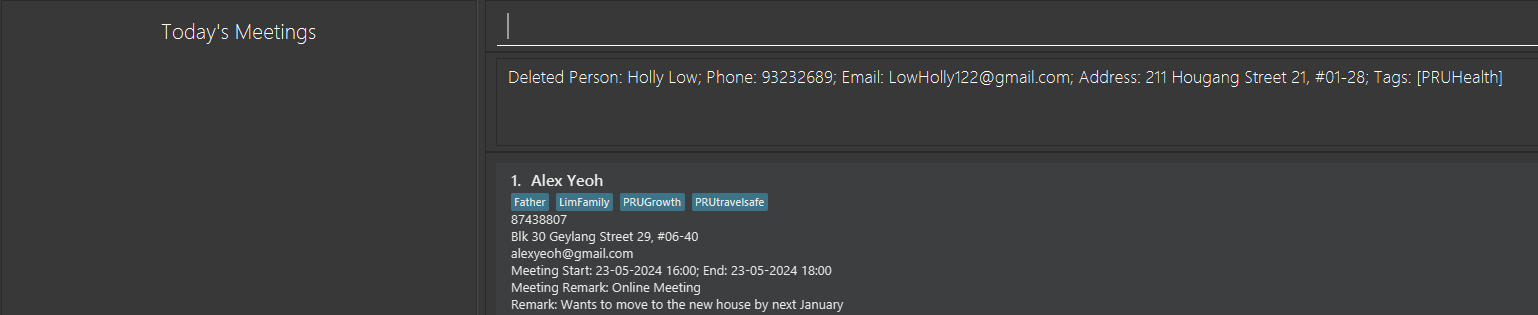 Today's Meetings
Deleted Person: Holly Low; Phone: 93232689; Email: LowHolly122@gmail.com; Address: 211 Hougang Street 21, #01-28; Tags: [PRUHealth]
1. Alex Yeoh
Father LimFamily PRUGrowth PRUtravelsafe
87438807
Blk 30 Geylang Street 29, #06-40
alexyeoh@gmail.com
Meeting Start: 23-05-2024 16:00; End: 23-05-2024 18:00
Meeting Remark: Online Meeting
Remark: Wants to move to the new house by next January